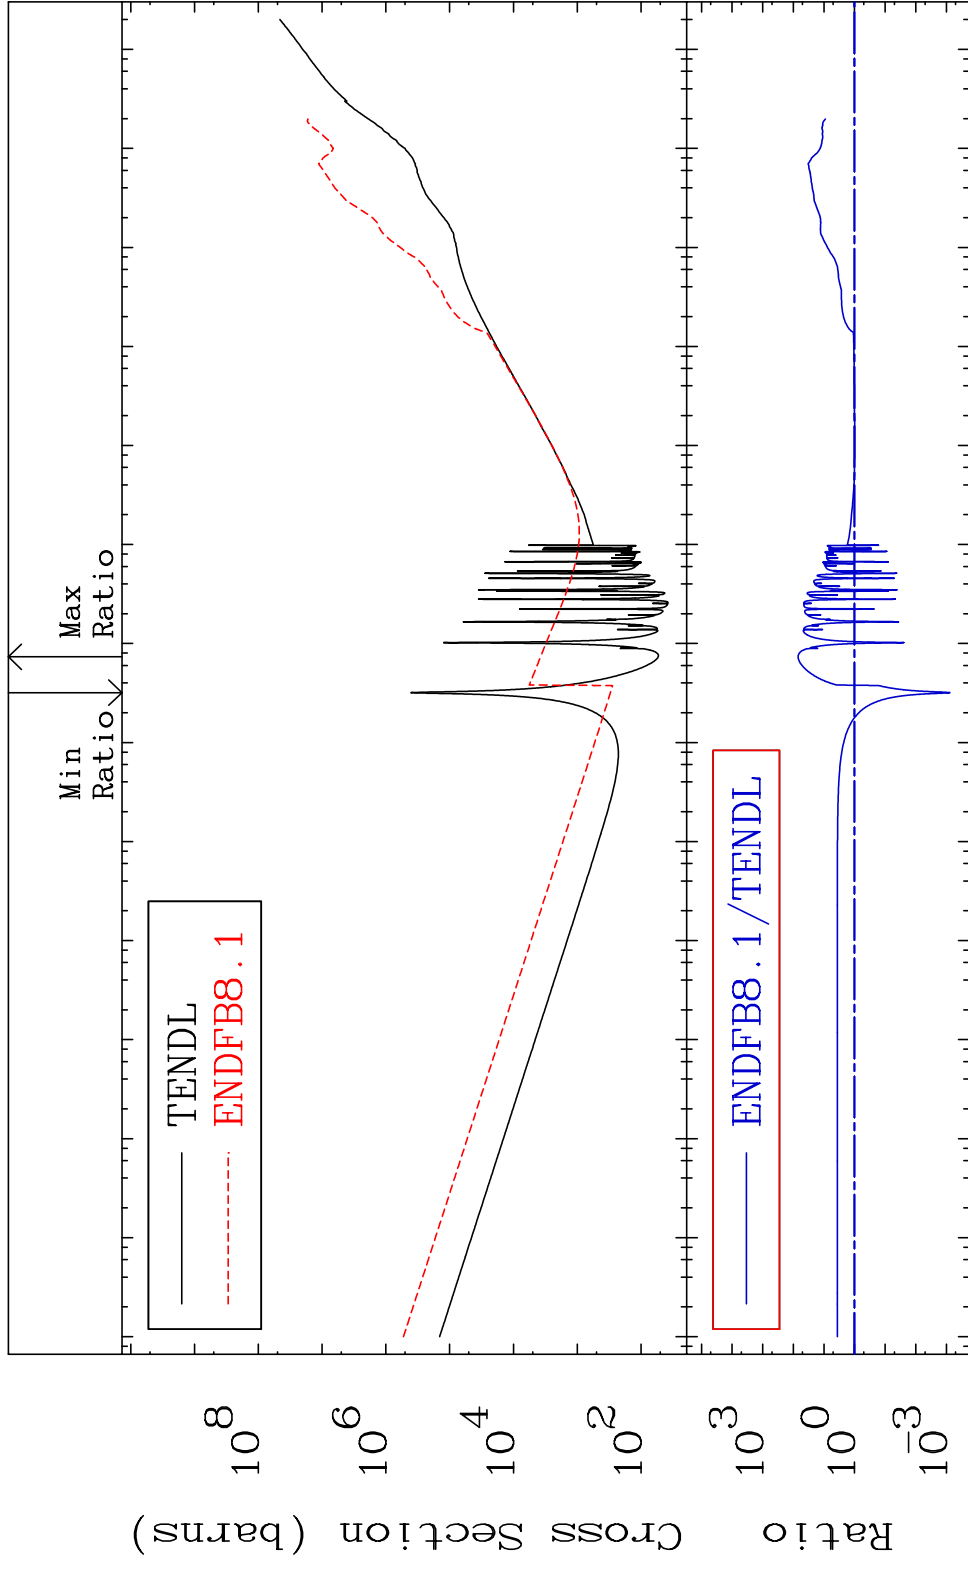 Min
Ratio
Max
Ratio
TENDL
ENDFB8.1
10^8
10^6
10^4
10^2
Cross Section (barns)
ENDFB8.1/TENDL
10^3
10^0
10^-3
Ratio